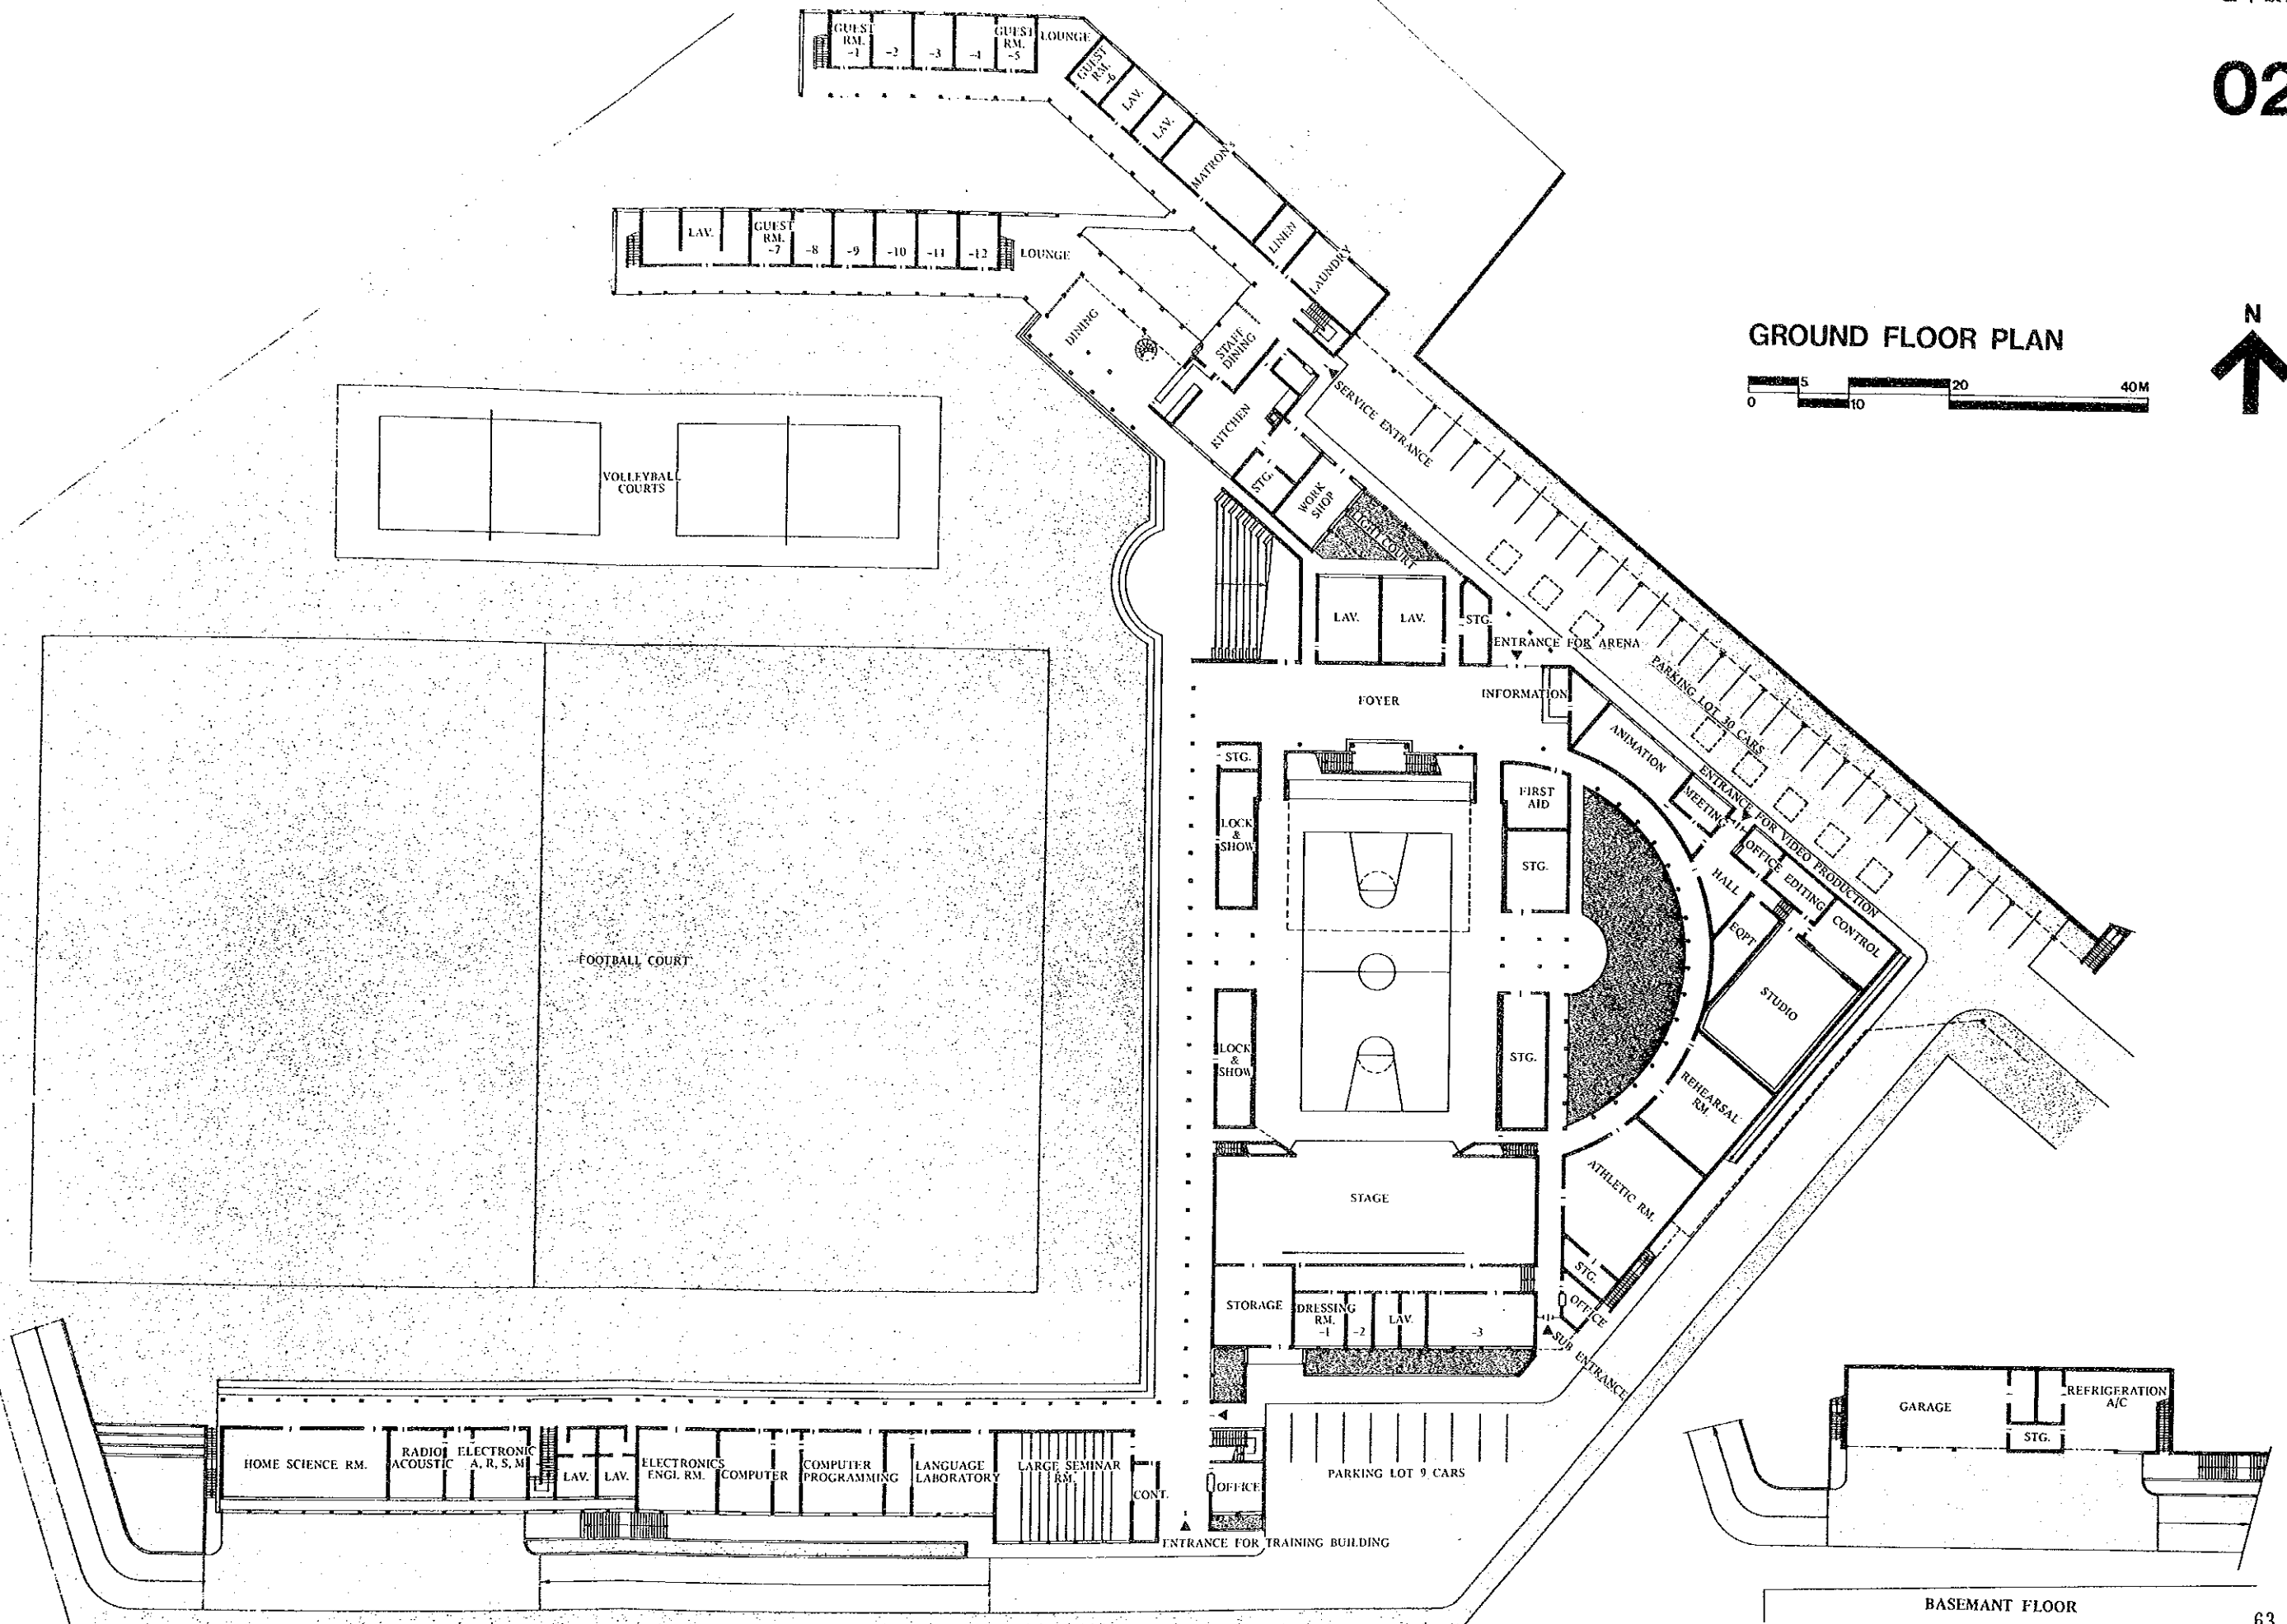 02
GUEST
RM.
-1
-2
-3
-4
GUEST
RM.
-5
LOUNGE
GUEST
RM.
-6
LAV.
LAV.
MATRON's
LINEN
LAUNDRY
LAV.
GUEST
RM.
-7
-8
-9
-10
-11
-12
LOUNGE
DINING
STAFF
DINING
KITCHEN
SERVICE ENTRANCE
STG.
WORK
SHOP
LIGHT COURT
GROUND FLOOR PLAN
N
5
20
40M
0
10
VOLLEYBALL
COURTS
LAV.
LAV.
STG.
ENTRANCE FOR ARENA
PARKING LOT 30 CARS
FOYER
INFORMATION
ANIMATION
MEETING
ENTRANCE FOR VIDEO PRODUCTION
STG.
LOCK
&
SHOW
FIRST
AID
STG.
OFFICE
EDITING
HALL
EQPT
CONTROL
STUDIO
FOOTBALL COURT
LOCK
&
SHOW
STG.
REHEARSAL
RM.
ATHLETIC RM.
STAGE
STG.
OFFICE
STORAGE
DRESSING
RM.
-1
-2
LAV.
-3
SUB ENTRANCE
HOME SCIENCE RM.
RADIO
ACOUSTIC
ELECTRONIC
A, R, S, M
LAV.
LAV.
ELECTRONICS
ENGI. RM.
COMPUTER
COMPUTER
PROGRAMMING
LANGUAGE
LABORATORY
LARGE SEMINAR
RM.
CONT.
OFFICE
PARKING LOT 9 CARS
ENTRANCE FOR TRAINING BUILDING
GARAGE
STG.
REFRIGERATION
A/C
BASEMANT FLOOR
63